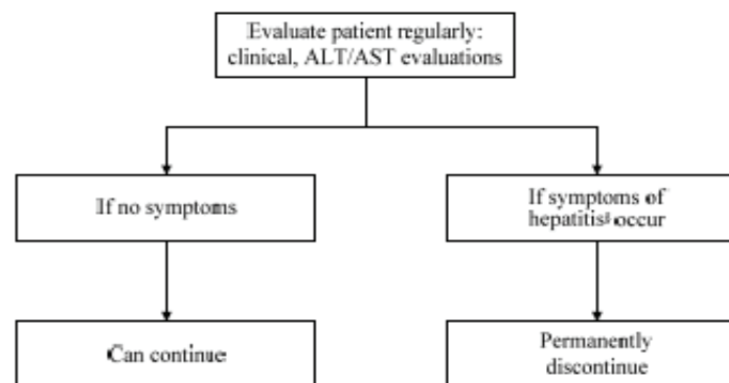 Evaluate patient regularly:
clinical, ALT/AST evaluations
If no symptoms
If symptoms of
hepatitis‡ occur
Can continue
Permanently
discontinue